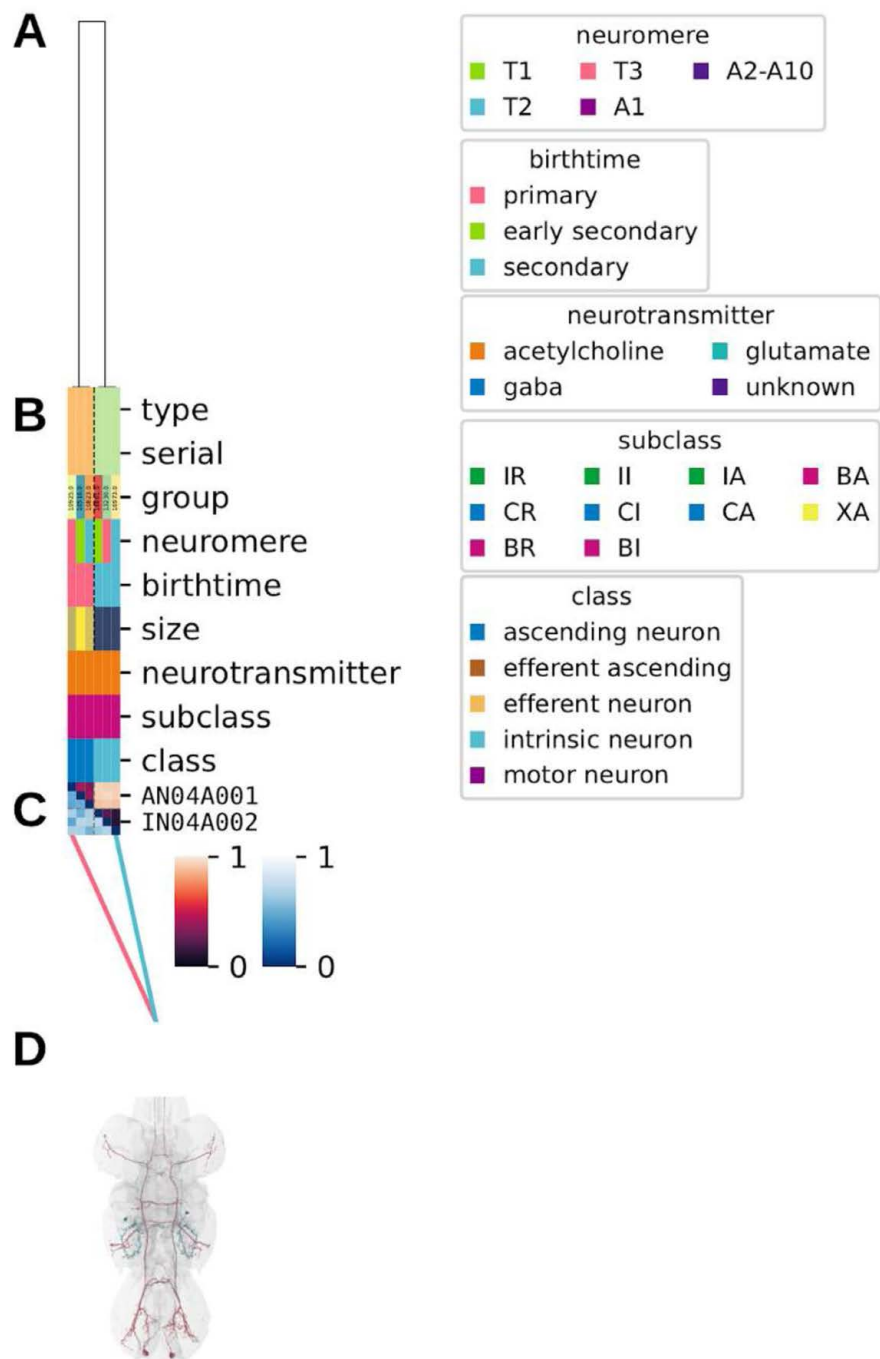 A
neuromere
T1 T3 A2-A10
T2 A1
birthtime
primary
early secondary
secondary
neurotransmitter
acetylcholine glutamate
gaba unknown
B
type
serial
group
neuromere
birthtime
size
neurotransmitter
subclass
class
subclass
IR II IA BA
CR CI CA XA
BR BI
class
ascending neuron
efferent ascending
efferent neuron
intrinsic neuron
motor neuron
C
AN04A001
IN04A002
1 1
0 0
D